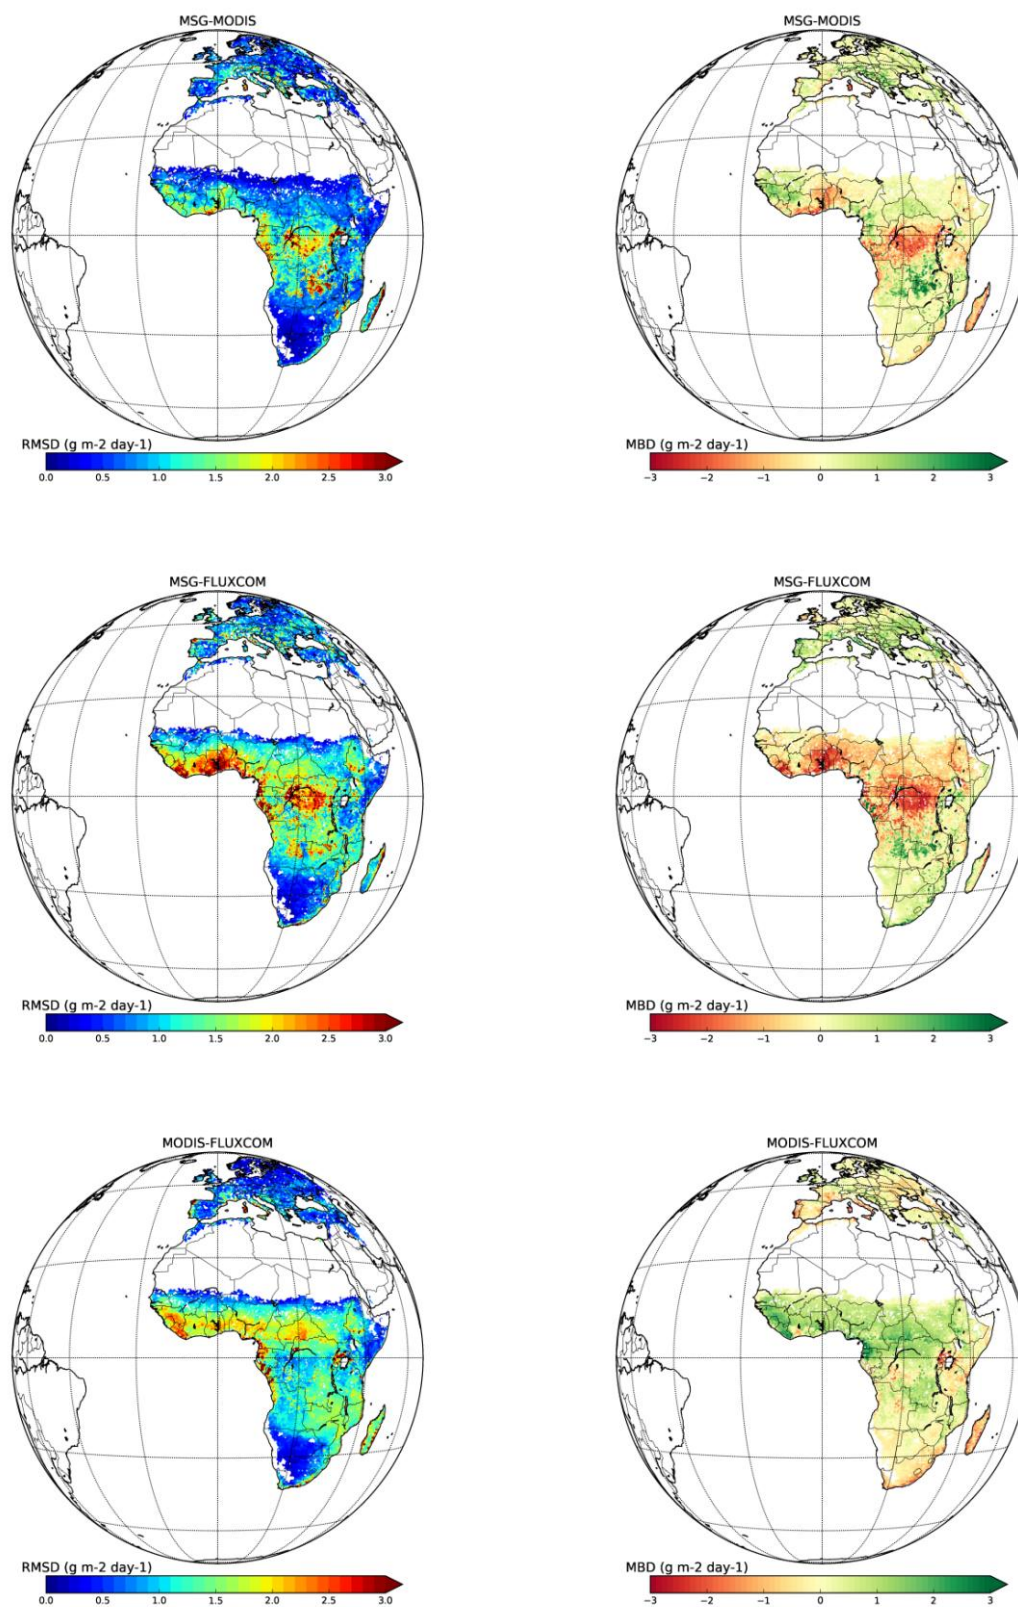 MSG-MODIS
MSG-MODIS
RMSD (g m-2 day-1)
0.0 0.5 1.0 1.5 2.0 2.5 3.0
MBD (g m-2 day-1)
−3 −2 −1 0 1 2 3
MSG-FLUXCOM
MSG-FLUXCOM
RMSD (g m-2 day-1)
0.0 0.5 1.0 1.5 2.0 2.5 3.0
MBD (g m-2 day-1)
−3 −2 −1 0 1 2 3
MODIS-FLUXCOM
MODIS-FLUXCOM
RMSD (g m-2 day-1)
0.0 0.5 1.0 1.5 2.0 2.5 3.0
MBD (g m-2 day-1)
−3 −2 −1 0 1 2 3